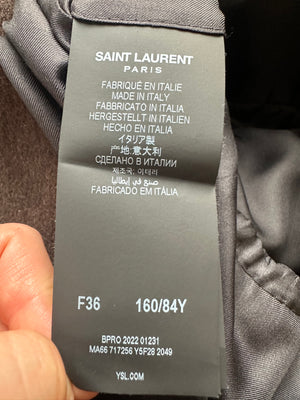 SAINT LAURENT
PARIS
FABRIQUÉ EN ITALIE
MADE IN ITALY
FABBRICATO IN ITALIA
HERGESTELLT IN ITALIEN
HECHO EN ITALIA
イタリア製
产地:意大利
СДЕЛАНО В ИТАЛИИ
제조국: 이태리
صنع في إيطاليا
FABRICADO EM ITÁLIA
F36 160/84Y
BPRO 2022 01231
MA66 717256 Y5F28 2049
YSL.COM